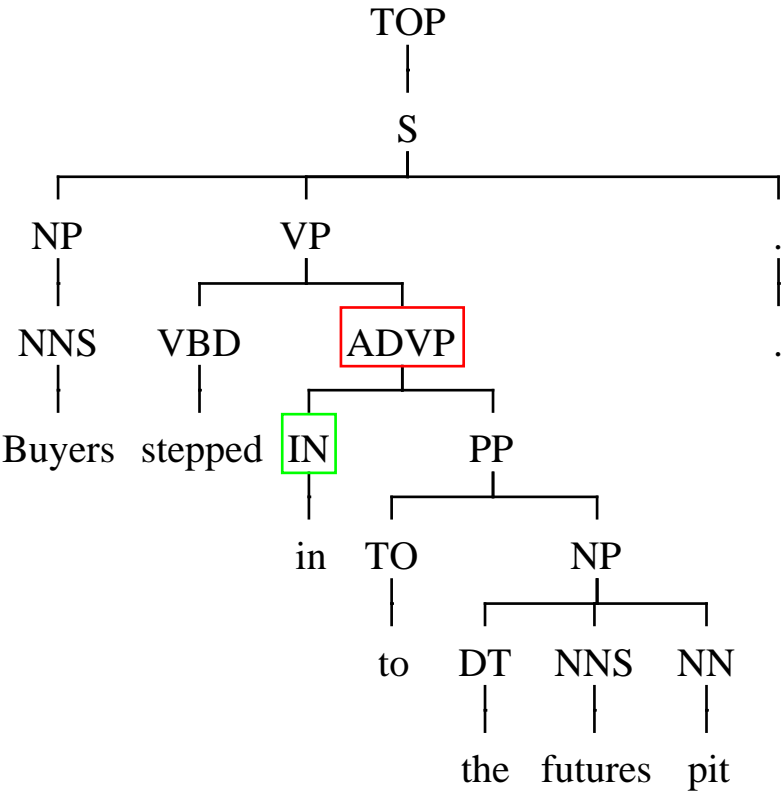 TOP
S
NP VP .
NNS VBD ADVP .
Buyers stepped IN PP
in TO NP
to DT NNS NN
the futures pit